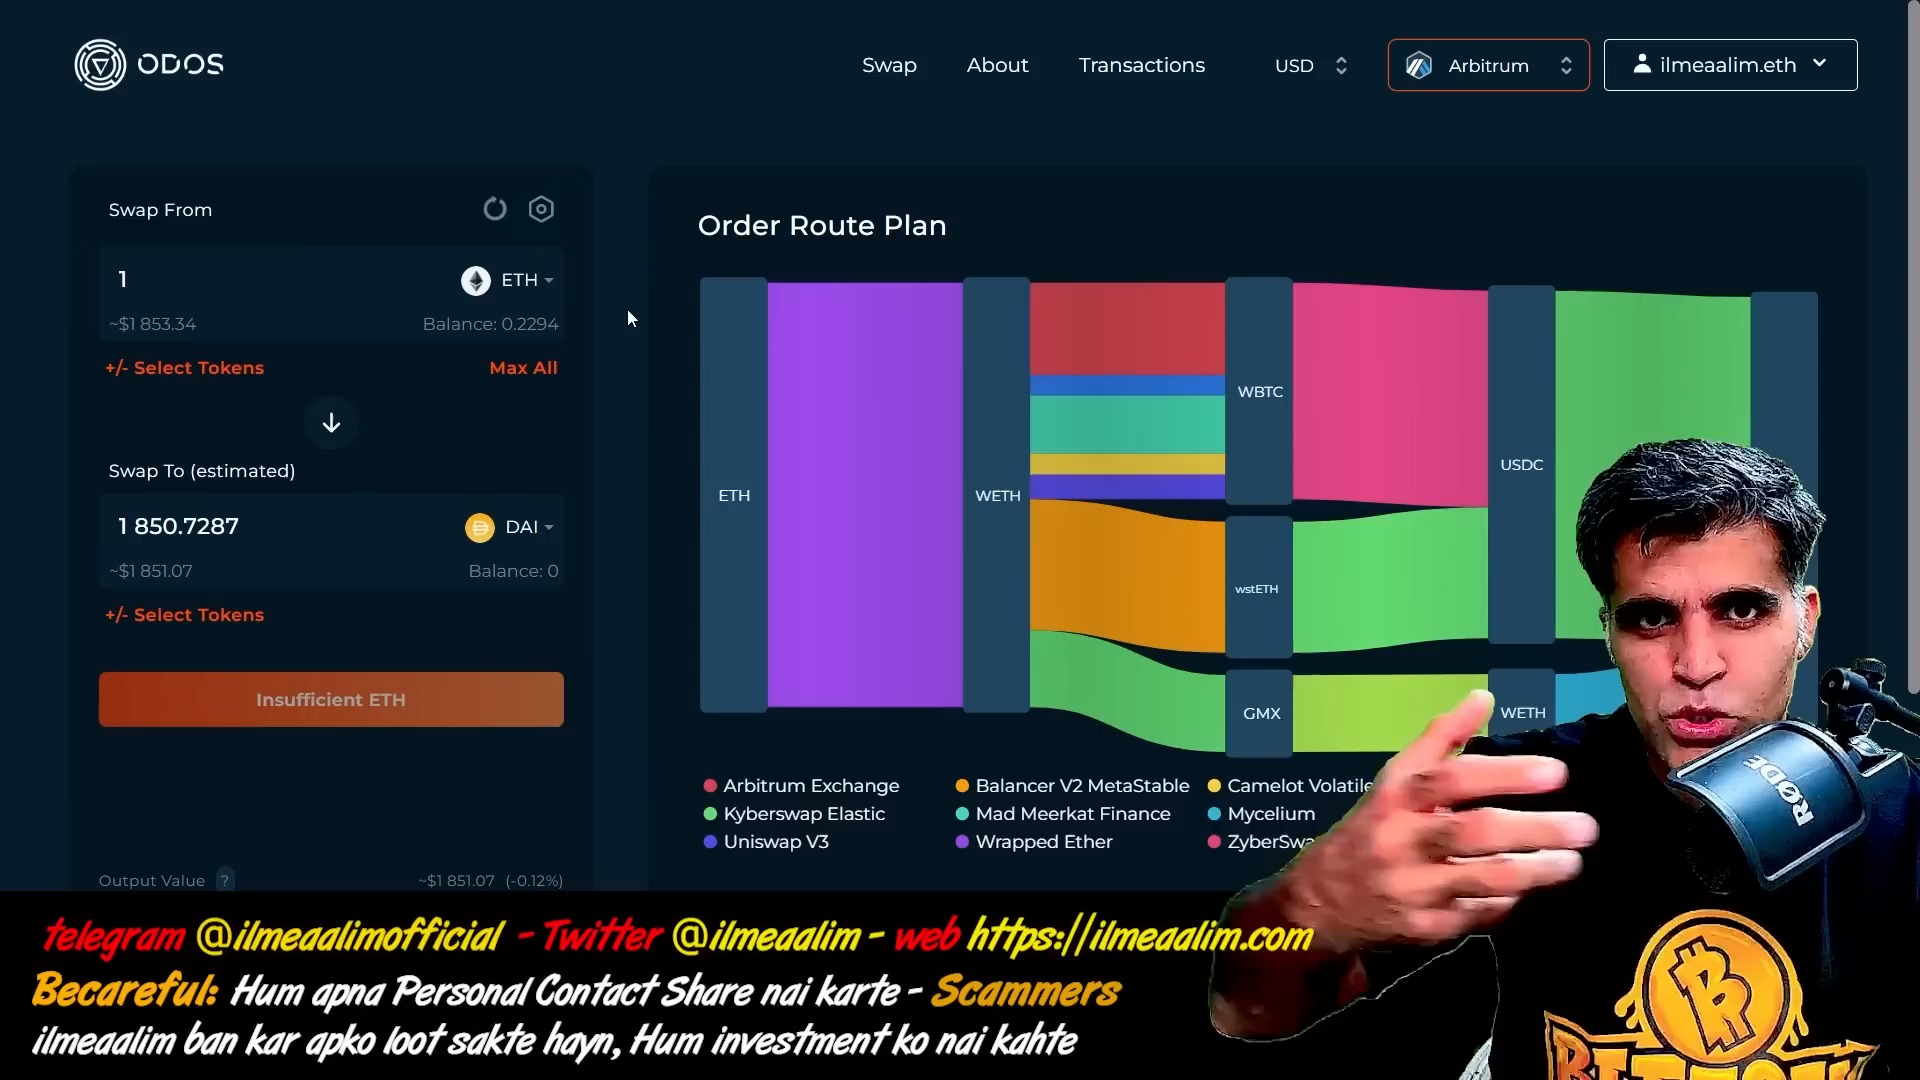 ODOS
Swap About Transactions USD Arbitrum ilmeaalim.eth
Swap From
1 ETH
~$1 853.34 Balance: 0.2294
+/- Select Tokens Max All
Swap To (estimated)
1 850.7287 DAI
~$1 851.07 Balance: 0
+/- Select Tokens
Insufficient ETH
Output Value ? ~$1 851.07 (-0.12%)
Order Route Plan
ETH
WETH
WBTC
wstETH
GMX
USDC
WETH
Arbitrum Exchange Balancer V2 MetaStable Camelot Volatile
Kyberswap Elastic Mad Meerkat Finance Mycelium
Uniswap V3 Wrapped Ether
RØDE
telegram @ilmeaalimofficial - Twitter @ilmeaalim - web https://ilmeaalim.com
Becareful: Hum apna Personal Contact Share nai karte - Scammers
ilmeaalim ban kar apko loot sakte hayn, Hum investment ko nai kahte